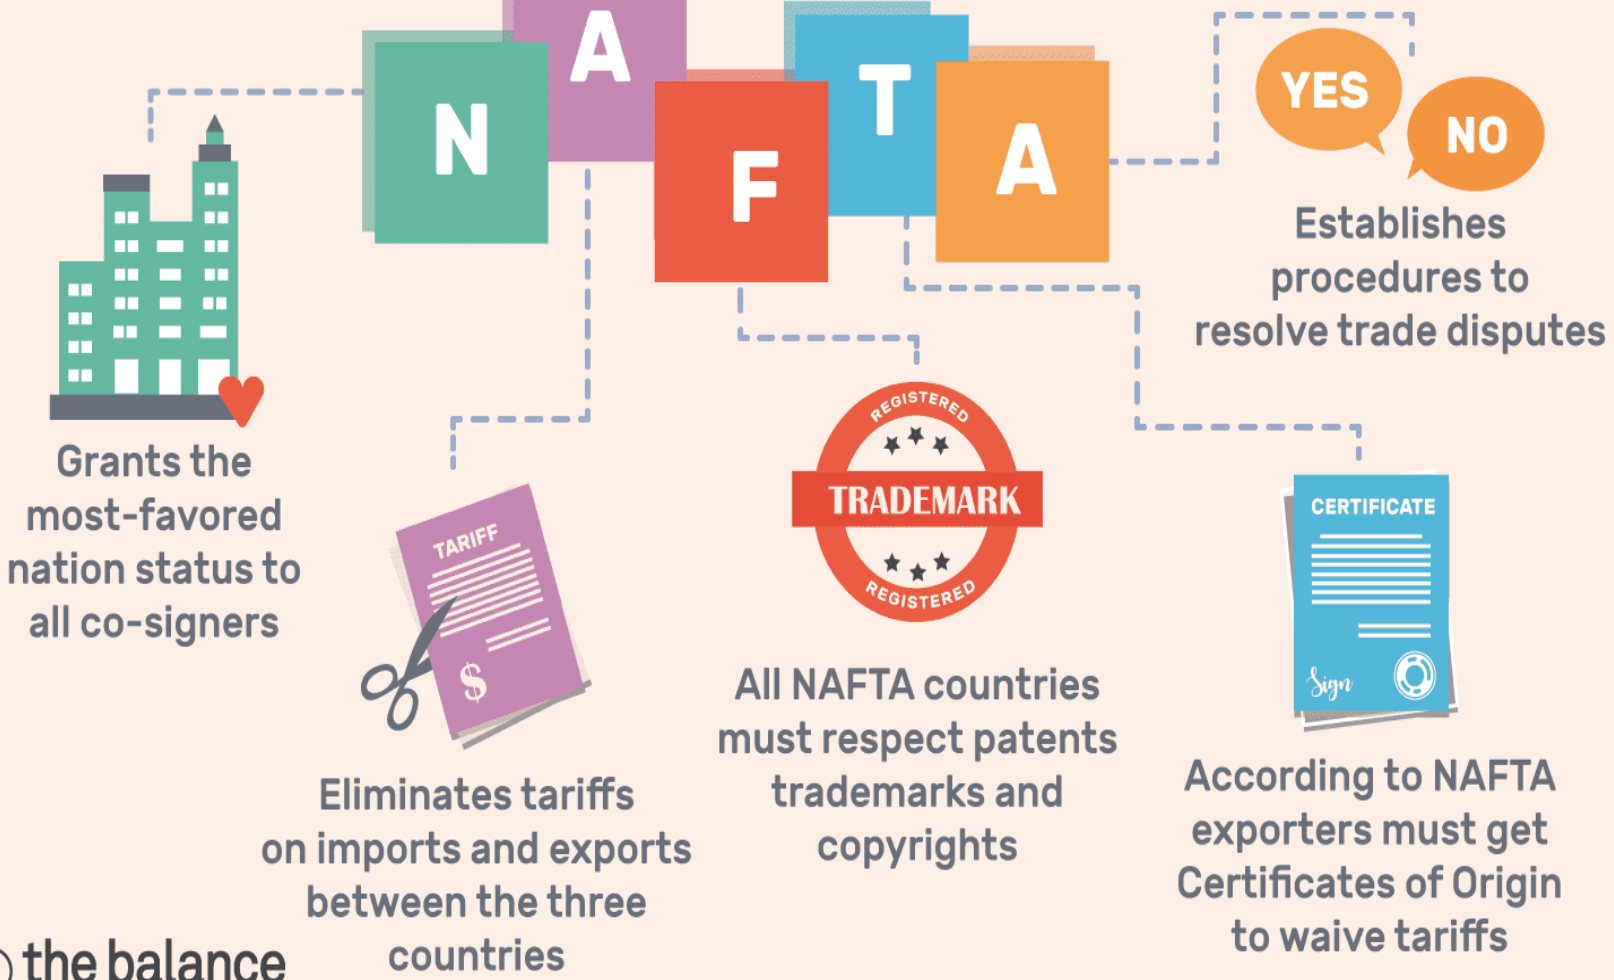 N
A
F
T
A
YES
NO
Establishes
procedures to
resolve trade disputes
Grants the
most-favored
nation status to
all co-signers
TARIFF
$
Eliminates tariffs
on imports and exports
between the three
countries
REGISTERED
TRADEMARK
REGISTERED
All NAFTA countries
must respect patents
trademarks and
copyrights
CERTIFICATE
Sign
According to NAFTA
exporters must get
Certificates of Origin
to waive tariffs
the balance